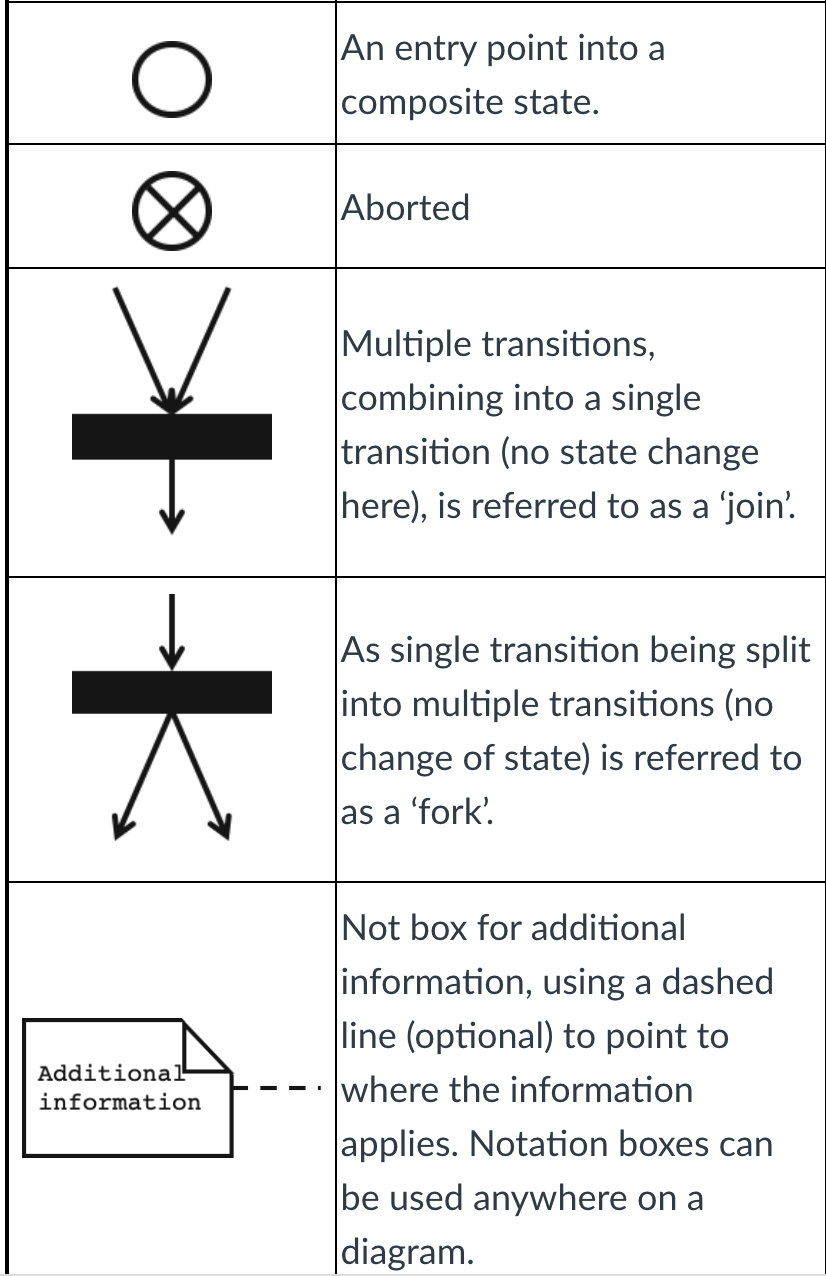 An entry point into a
composite state.
Aborted
Multiple transitions,
combining into a single
transition (no state change
here), is referred to as a ‘join’.
As single transition being split
into multiple transitions (no
change of state) is referred to
as a ‘fork’.
Additional
information
Not box for additional
information, using a dashed
line (optional) to point to
where the information
applies. Notation boxes can
be used anywhere on a
diagram.